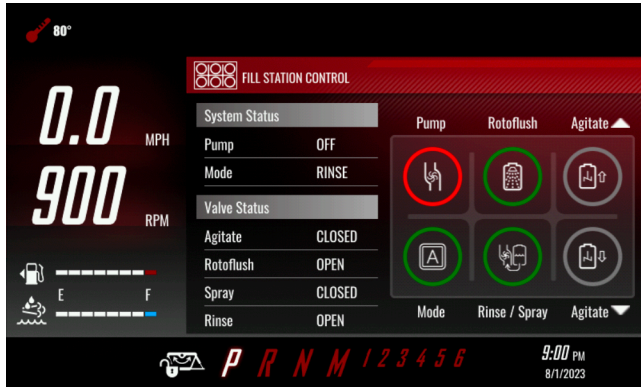 80°
FILL STATION CONTROL
0.0 MPH
900 RPM
E F
System Status
Pump OFF
Mode RINSE
Valve Status
Agitate CLOSED
Rotoflush OPEN
Spray CLOSED
Rinse OPEN
Pump Rotoflush Agitate
A
Mode Rinse / Spray Agitate
P R N M 1 2 3 4 5 6
9:00 PM
8/1/2023